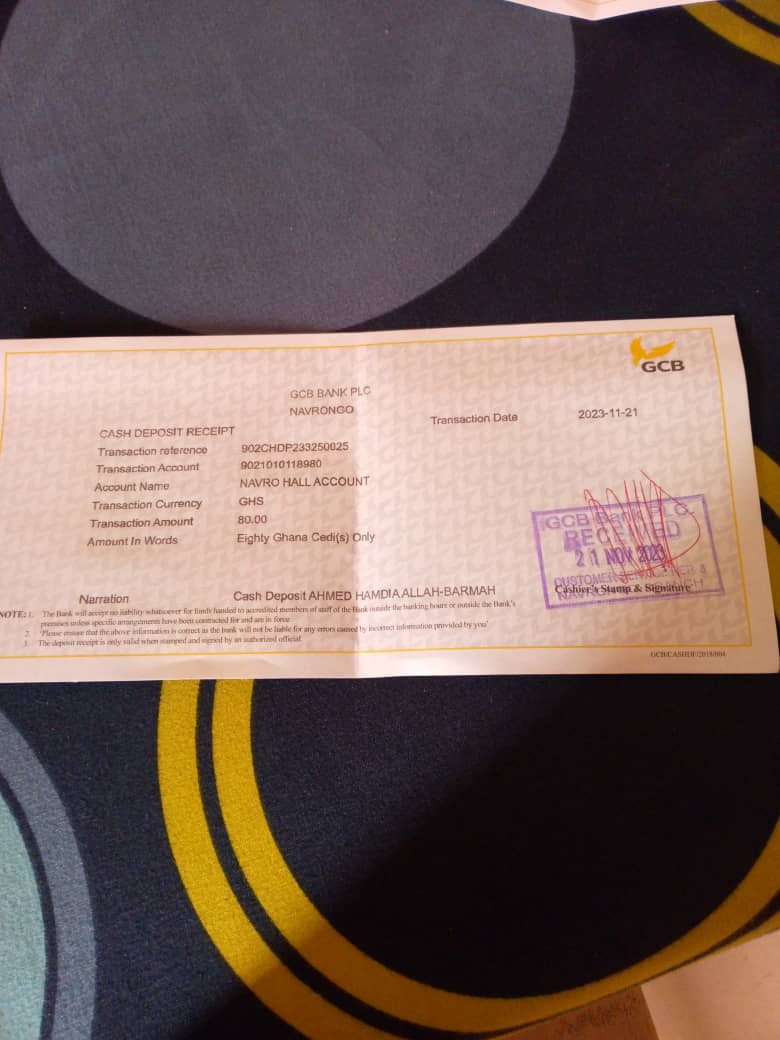 GCB
GCB BANK PLC
NAVRONGO
Transaction Date 2023-11-21
CASH DEPOSIT RECEIPT
Transaction reference 902CHDP233250025
Transaction Account 9021010118980
Account Name NAVRO HALL ACCOUNT
Transaction Currency GHS
Transaction Amount 80.00
Amount In Words Eighty Ghana Cedi(s) Only
GCB Bank PLC.
RECEIVED
21 NOV 2023
CUSTOMER
Cashier's Stamp & Signature
Narration Cash Deposit AHMED HAMDIA ALLAH-BARMAH
NOTE: 1. The Bank will accept no liability whatsoever for funds handed to accredited members of staff of the Bank outside the banking hours or outside the Bank's
premises unless specific arrangements have been contracted for and are in force
2. 'Please ensure that the above information is correct as the bank will not be liable for any errors caused by incorrect information provided by you'
3. The deposit receipt is only valid when stamped and signed by an authorized official
GCB/CASHDP/2018/004